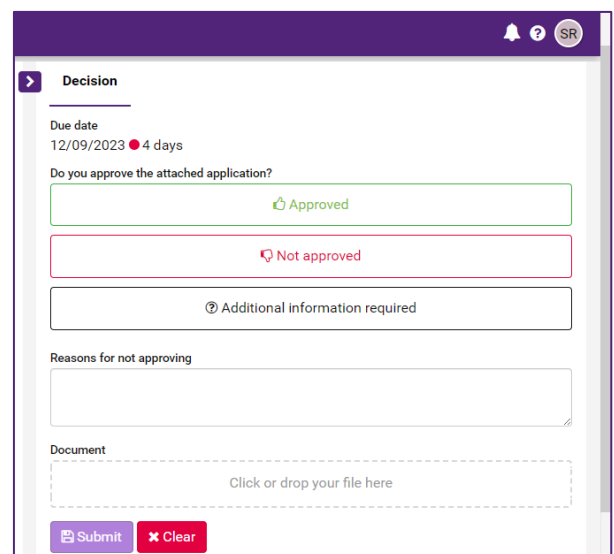 SR
Decision
Due date
12/09/2023 4 days
Do you approve the attached application?
Approved
Not approved
Additional information required
Reasons for not approving
Document
Click or drop your file here
Submit Clear